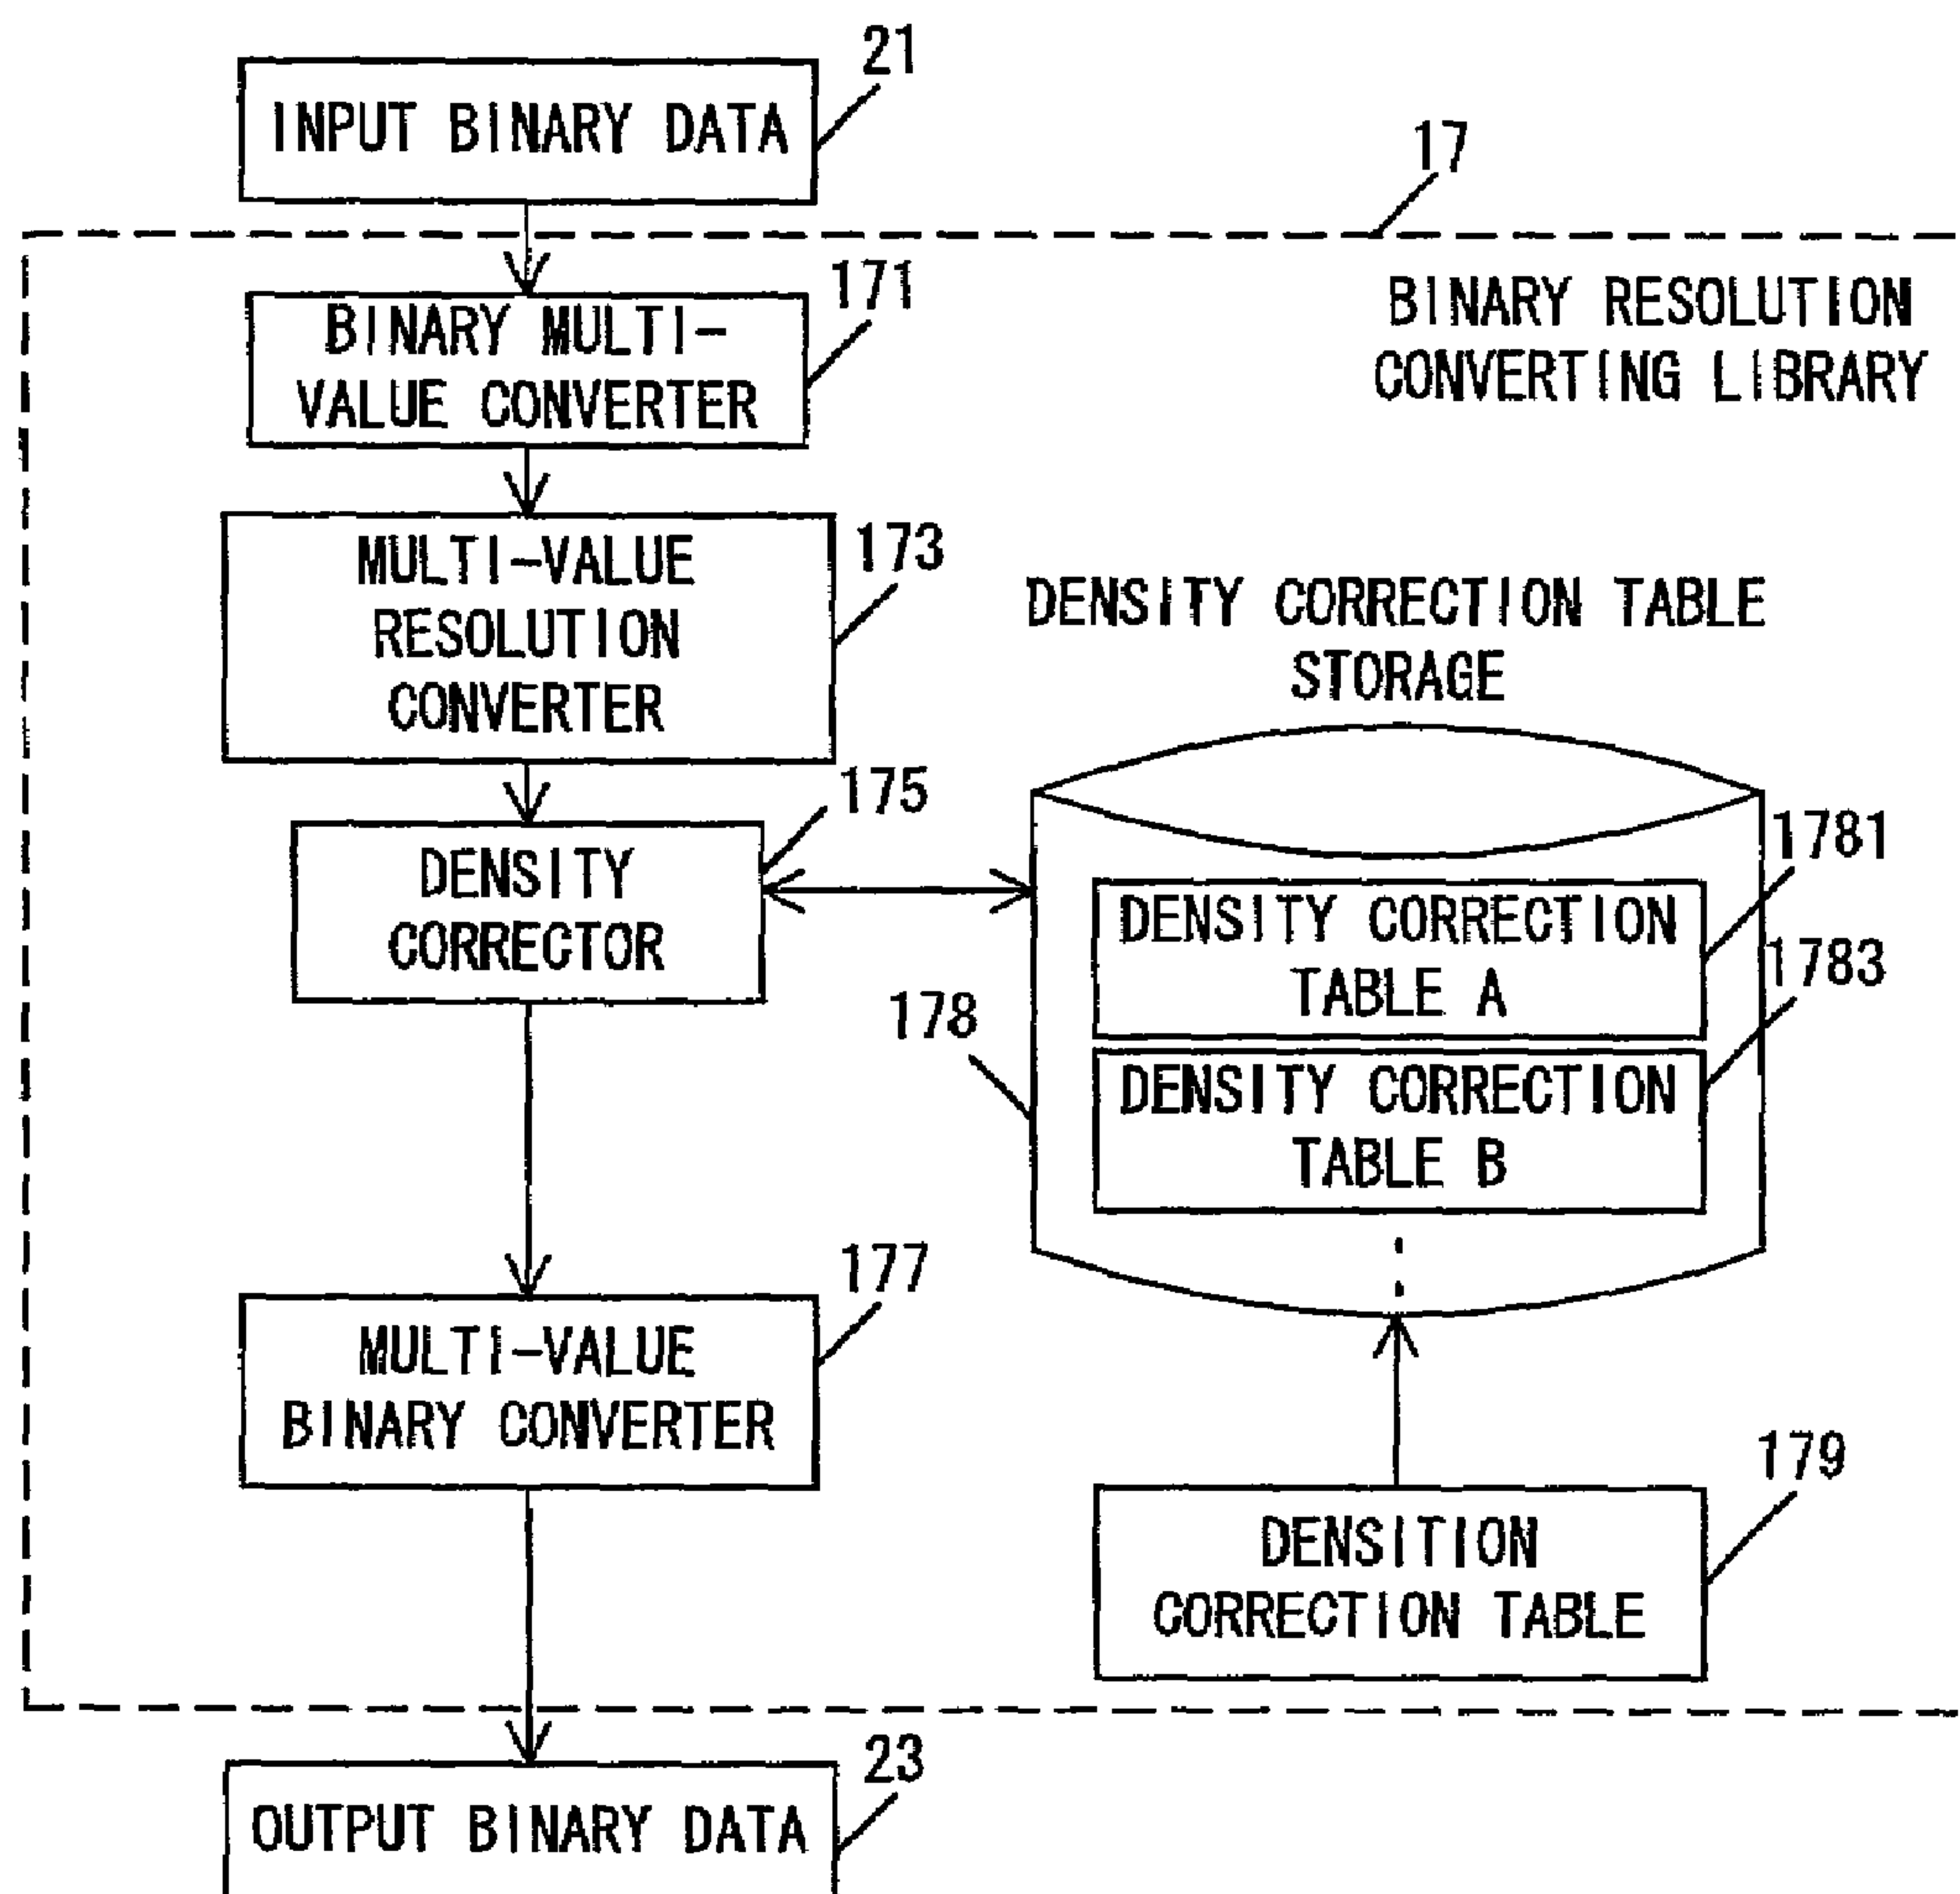 21
INPUT BINARY DATA
17
BINARY RESOLUTION
CONVERTING LIBRARY
171
BINARY MULTI-
VALUE CONVERTER
173
MULTI-VALUE
RESOLUTION
CONVERTER
DENSITY CORRECTION TABLE
STORAGE
175
DENSITY
CORRECTOR
1781
DENSITY CORRECTION
TABLE A
1783
178
DENSITY CORRECTION
TABLE B
177
MULTI-VALUE
BINARY CONVERTER
179
DENSITION
CORRECTION TABLE
23
OUTPUT BINARY DATA